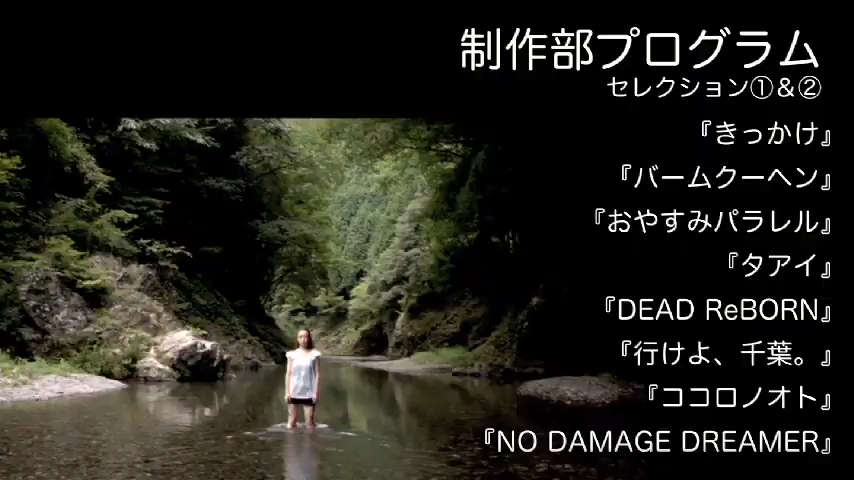 制作部プログラム
セレクション①＆②
『きっかけ』
『バームクーヘン』
『おやすみパラレル』
『タアイ』
『DEAD ReBORN』
『行けよ、千葉。』
『ココロノオト』
『NO DAMAGE DREAMER』